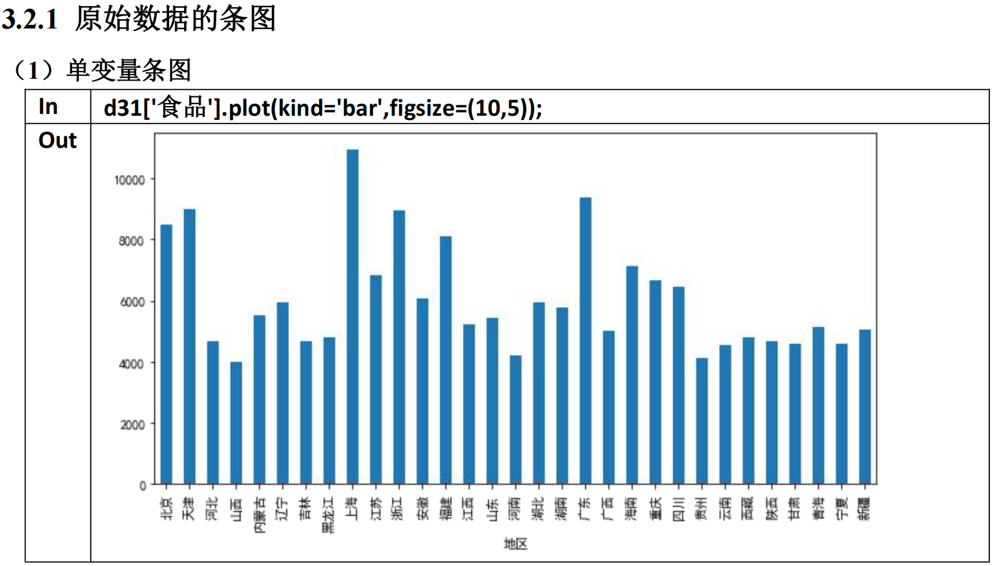 3.2.1 原始数据的条图
（1）单变量条图
In
d31['食品'].plot(kind='bar',figsize=(10,5));
Out
10000
8000
6000
4000
2000
0
北京
天津
河北
山西
内蒙古
辽宁
吉林
黑龙江
上海
江苏
浙江
安徽
福建
江西
山东
河南
湖北
湖南
广东
广西
海南
重庆
四川
贵州
云南
西藏
陕西
甘肃
青海
宁夏
新疆
地区